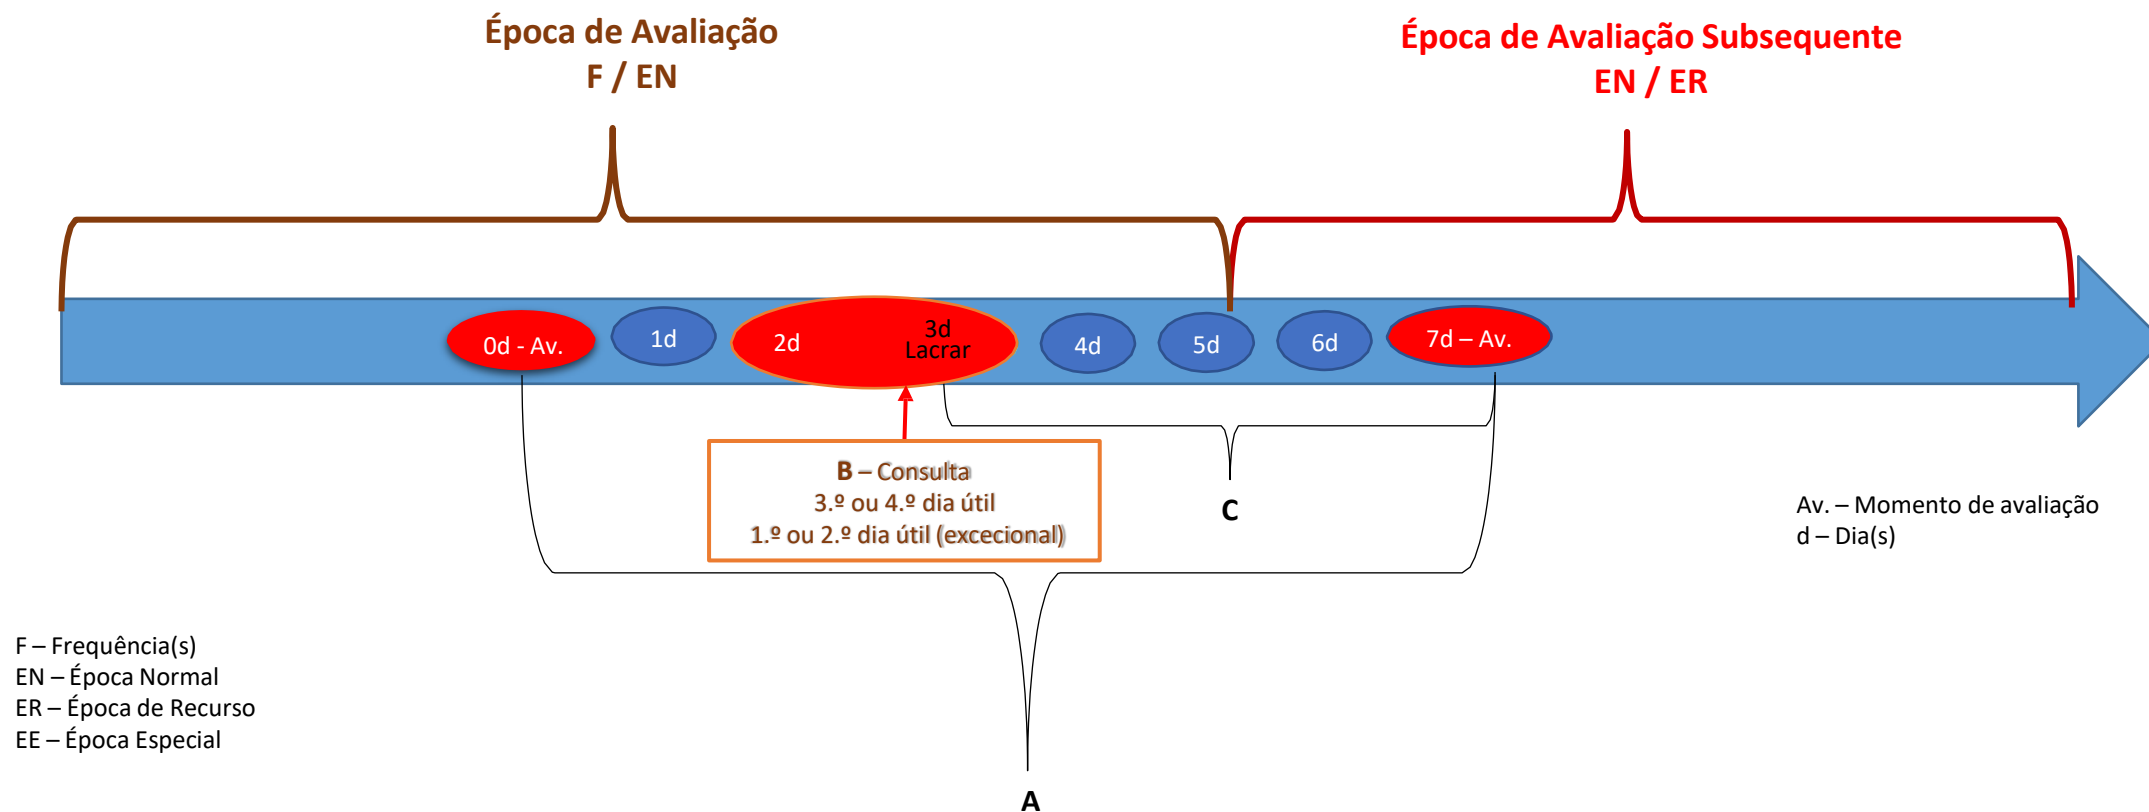 Época de Avaliação
F / EN
Época de Avaliação Subsequente
EN / ER
0d - Av.
1d
2d
3d
Lacrar
4d
5d
6d
7d – Av.
B – Consulta
3.º ou 4.º dia útil
1.º ou 2.º dia útil (excecional)
C
Av. – Momento de avaliação
d – Dia(s)
F – Frequência(s)
EN – Época Normal
ER – Época de Recurso
EE – Época Especial
A